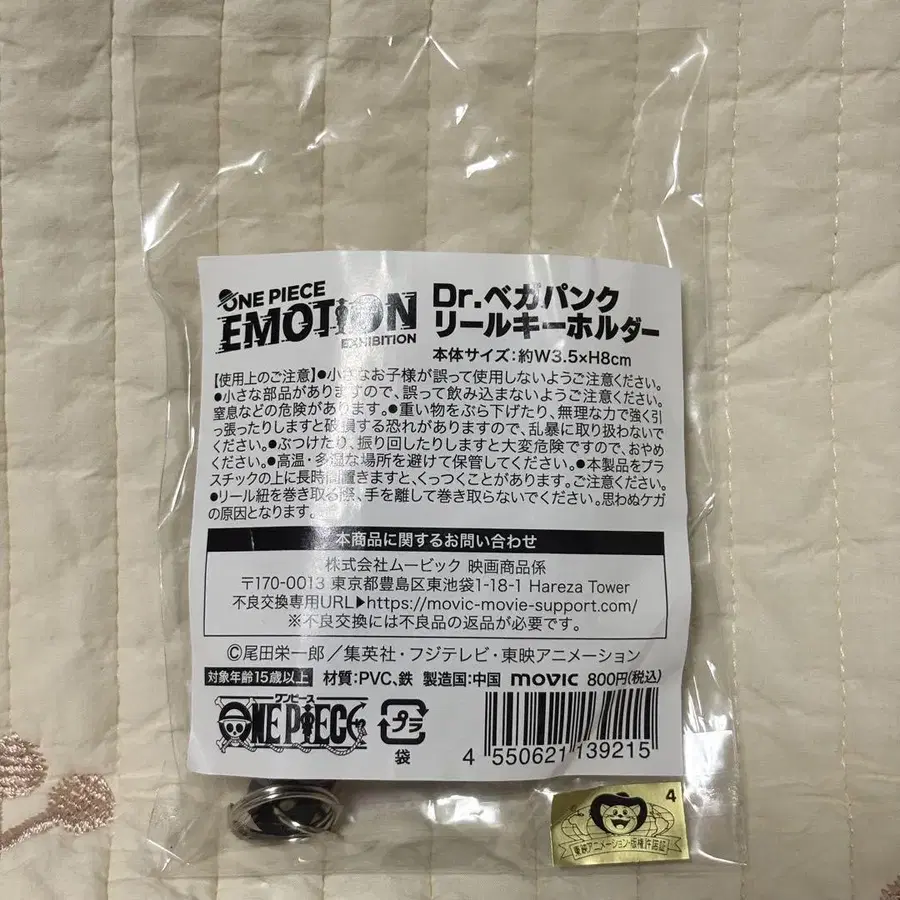 ONE PIECE
EMOTION
EXHIBITION
Dr.ベガパンク
リールキーホルダー
本体サイズ:約W3.5×H8cm
【使用上のご注意】●小さなお子様が誤って使用しないようご注意ください。
●小さな部品がありますので、誤って飲み込まないようご注意ください。
窒息などの危険があります。●重い物をぶら下げたり、無理な力で強く引
っ張ったりしますと破損する恐れがありますので、乱暴に取り扱わないで
ください。●ぶつけたり、振り回したりしますと大変危険ですので、おやめ
ください。●高温・多湿な場所を避けて保管してください。●本製品をプラ
スチックの上に長時間置きますと、くっつくことがあります。ご注意ください。
●リール紐を巻き取る際、手を離して巻き取らないでください。思わぬケガ
の原因となります。
本商品に関するお問い合わせ
株式会社ムービック 映画商品係
〒170-0013 東京都豊島区東池袋1-18-1 Hareza Tower
不良交換専用URL▶https://movic-movie-support.com/
※不良交換には不良品の返品が必要です。
©尾田栄一郎/集英社・フジテレビ・東映アニメーション
対象年齢15歳以上 材質:PVC、鉄 製造国:中国 movic 800円(税込)
ワンピース
ONE PIECE
プラ
袋
4 550621 139215
4
東映アニメーション・版権許諾証